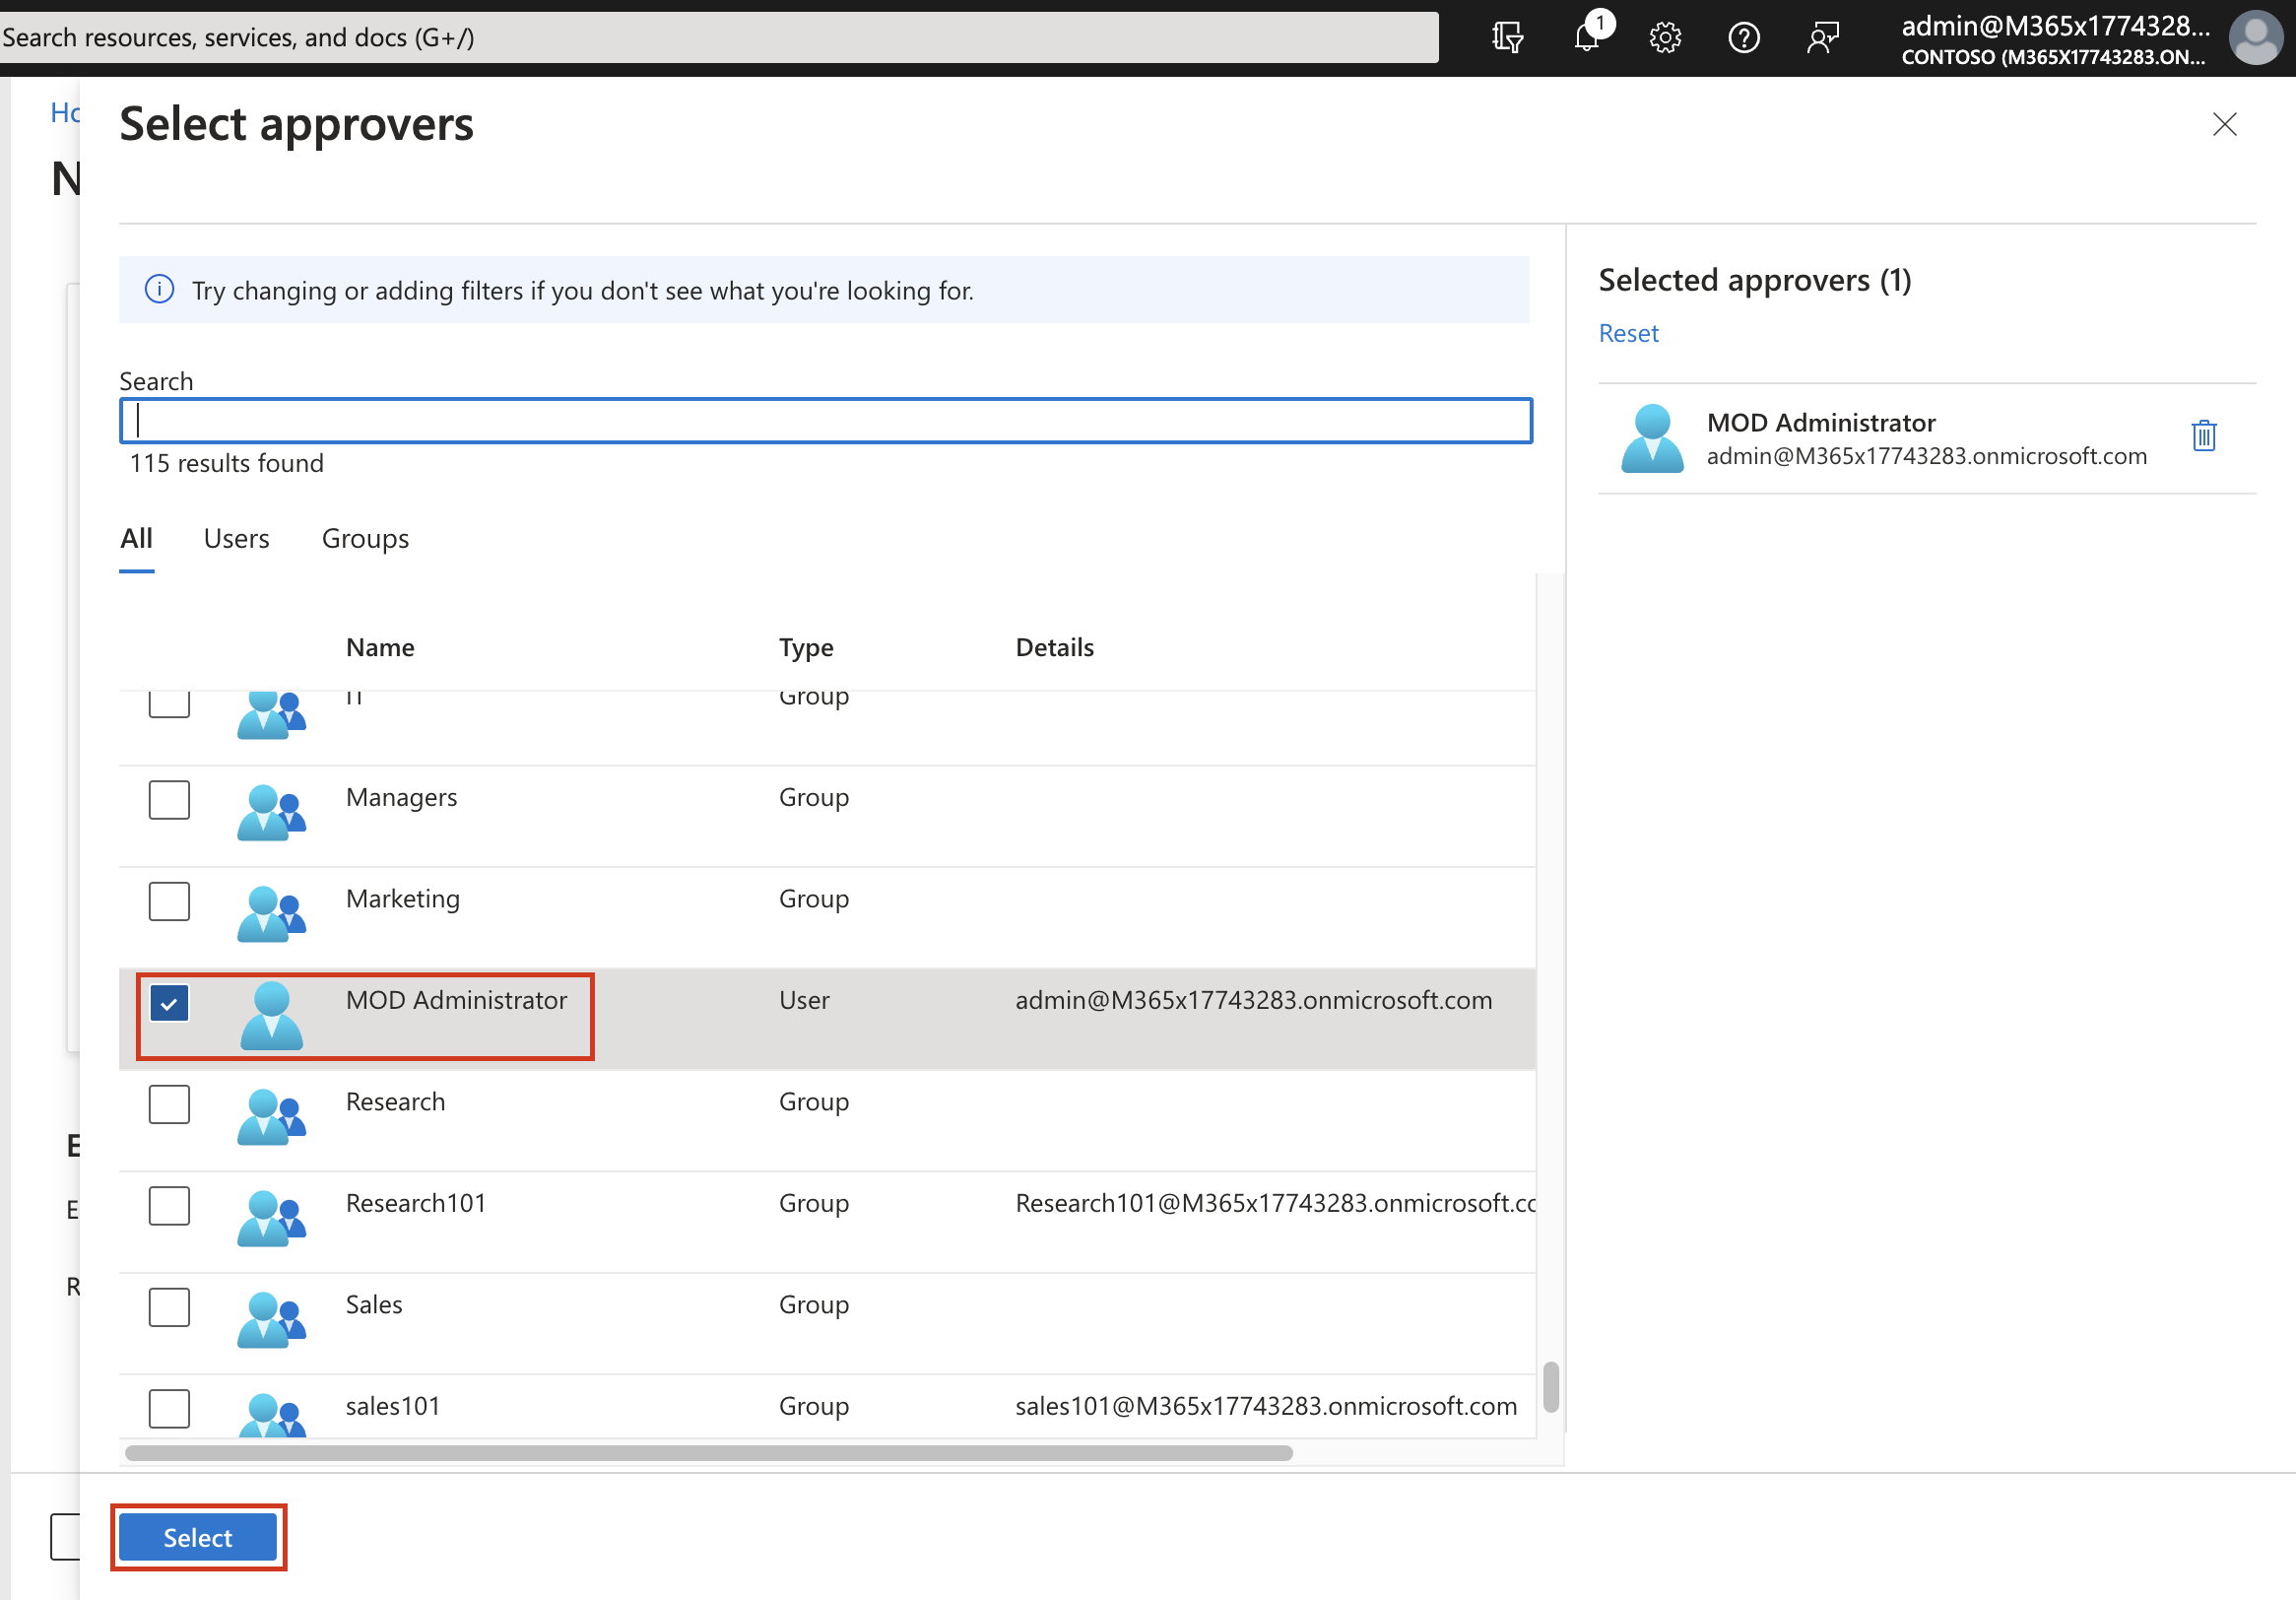 Search resources, services, and docs (G+/)
1
admin@M365x1774328...
CONTOSO (M365X17743283.ON...
Select approvers
Try changing or adding filters if you don't see what you're looking for.
Search
115 results found
All Users Groups
Name Type Details
IT Group
Managers Group
Marketing Group
MOD Administrator User admin@M365x17743283.onmicrosoft.com
Research Group
Research101 Group Research101@M365x17743283.onmicrosoft.co
Sales Group
sales101 Group sales101@M365x17743283.onmicrosoft.com
Selected approvers (1)
Reset
MOD Administrator
admin@M365x17743283.onmicrosoft.com
Select